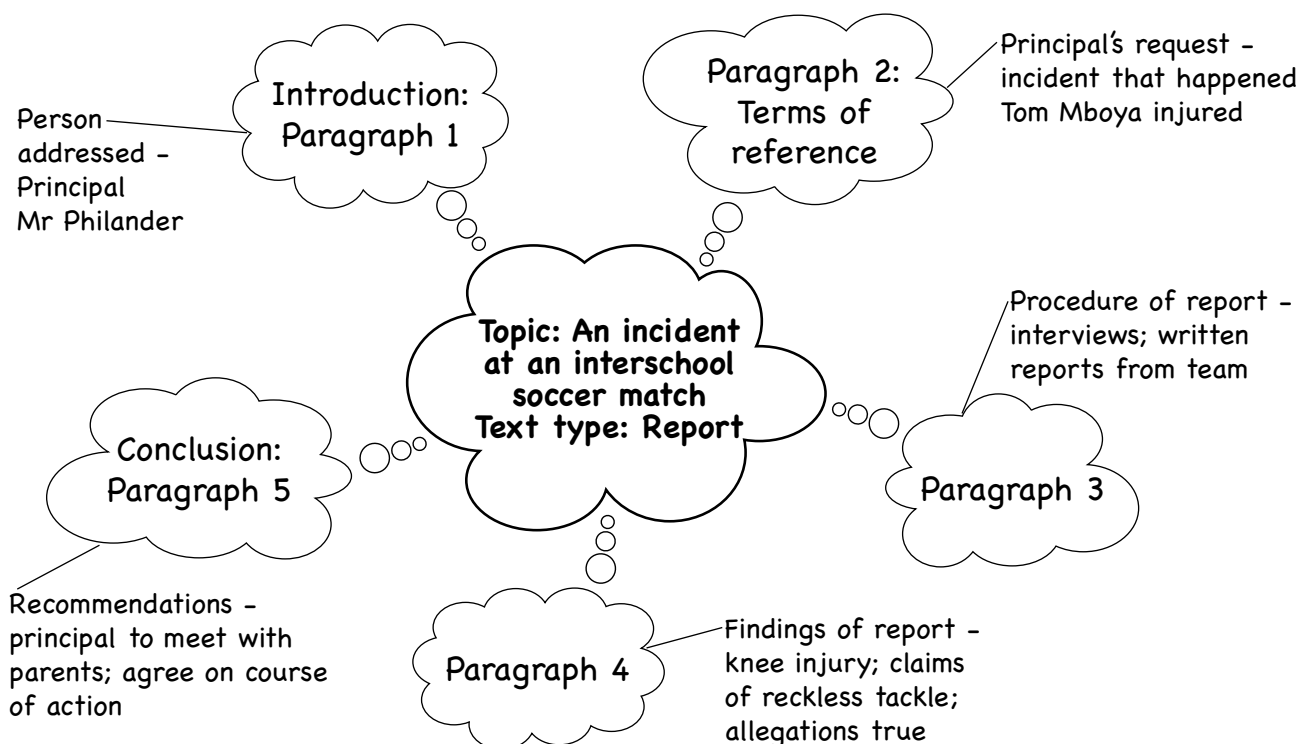 Introduction:
Paragraph 1
Person
addressed –
Principal
Mr Philander
Paragraph 2:
Terms of
reference
Principal's request –
incident that happened
Tom Mboya injured
Topic: An incident
at an interschool
soccer match
Text type: Report
Procedure of report –
interviews; written
reports from team
Paragraph 3
Paragraph 4
Findings of report –
knee injury; claims
of reckless tackle;
allegations true
Conclusion:
Paragraph 5
Recommendations –
principal to meet with
parents; agree on course
of action